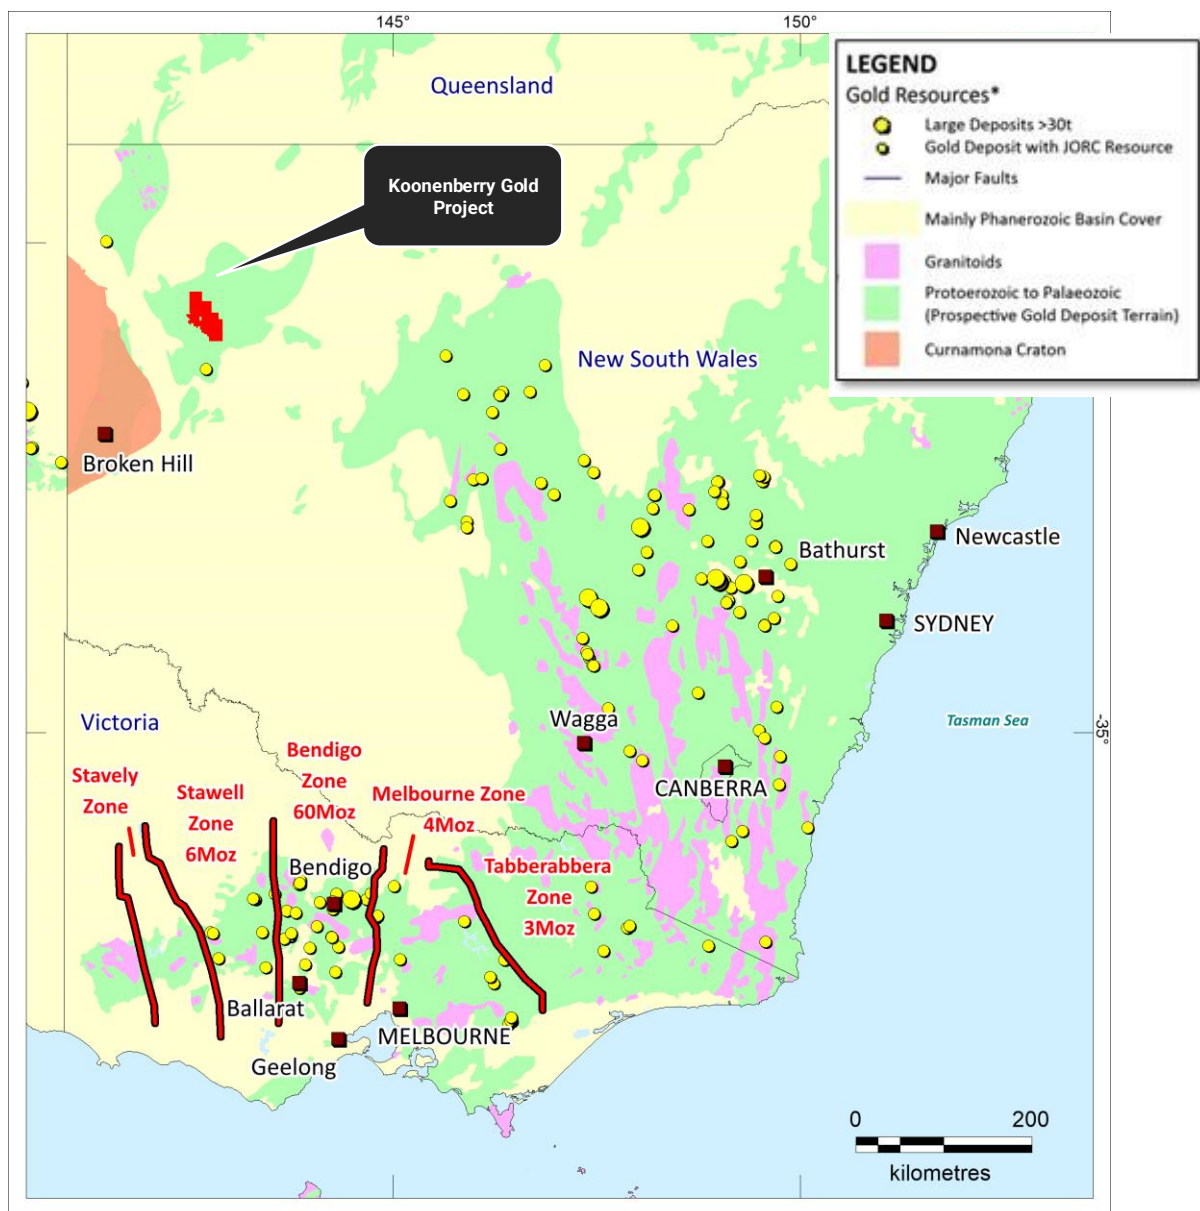 145°
150°
Queensland
LEGEND
Gold Resources*
Large Deposits >30t
Gold Deposit with JORC Resource
Major Faults
Mainly Phanerozoic Basin Cover
Granitoids
Protoerozoic to Palaeozoic
(Prospective Gold Deposit Terrain)
Curnamona Craton
Koonenberry Gold
Project
New South Wales
Broken Hill
Newcastle
Bathurst
SYDNEY
Victoria
Wagga
Tasman Sea
-35°
CANBERRA
Stavely
Zone
Stawell
Zone
6Moz
Bendigo
Zone
60Moz
Melbourne Zone
4Moz
Bendigo
Tabberabbera
Zone
3Moz
Ballarat
MELBOURNE
Geelong
0 200
kilometres